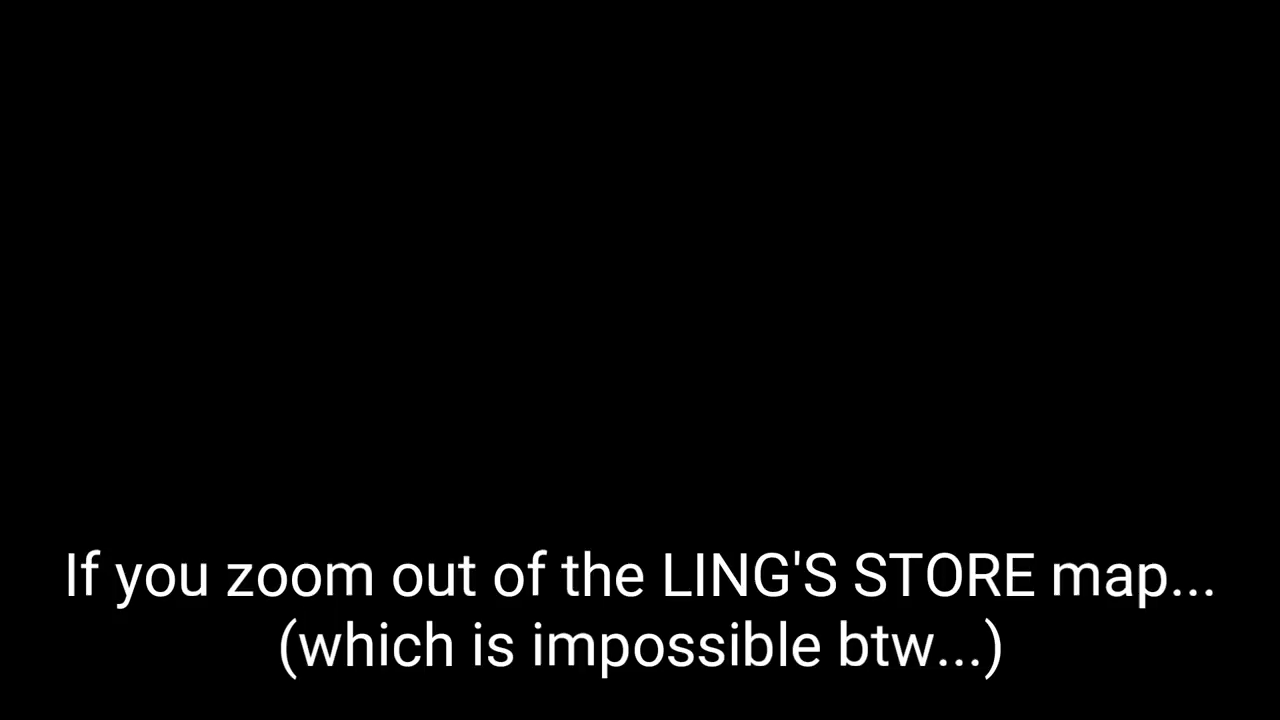 If you zoom out of the LING'S STORE map...
(which is impossible btw...)